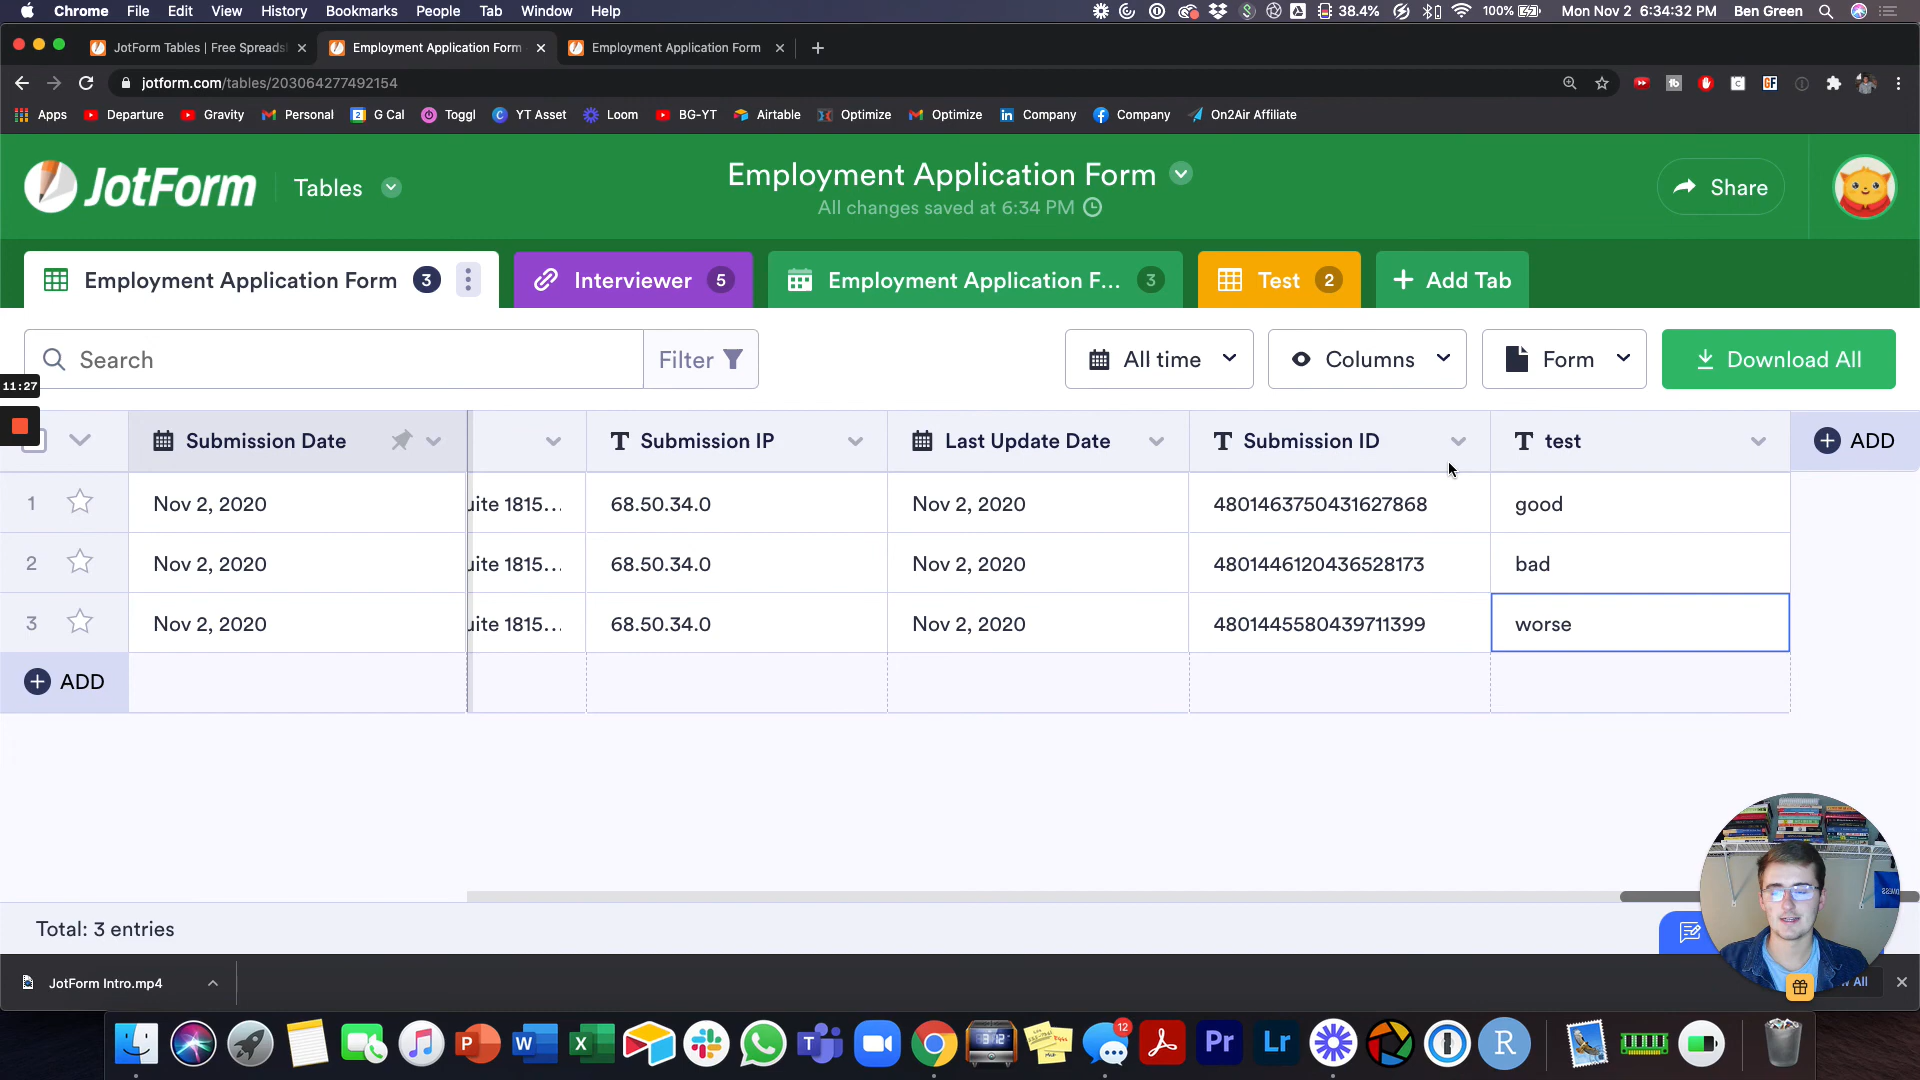 Chrome File Edit View History Bookmarks People Tab Window Help
38.4% 100% Mon Nov 2 6:34:32 PM Ben Green
JotForm Tables | Free Spreads
Employment Application Form
Employment Application Form
jotform.com/tables/203064277492154
Apps Departure Gravity Personal G Cal Toggl YT Asset Loom BG-YT Airtable Optimize Optimize Company Company On2Air Affiliate
JotForm Tables
Employment Application Form
All changes saved at 6:34 PM
Share
Employment Application Form 3
Interviewer 5
Employment Application F... 3
Test 2
+ Add Tab
Search
Filter
All time
Columns
Form
Download All
11:27
Submission Date Submission IP Last Update Date Submission ID test ADD
1 Nov 2, 2020 uite 1815... 68.50.34.0 Nov 2, 2020 4801463750431627868 good
2 Nov 2, 2020 uite 1815... 68.50.34.0 Nov 2, 2020 4801446120436528173 bad
3 Nov 2, 2020 uite 1815... 68.50.34.0 Nov 2, 2020 4801445580439711399 worse
ADD
Total: 3 entries
JotForm Intro.mp4
All
12